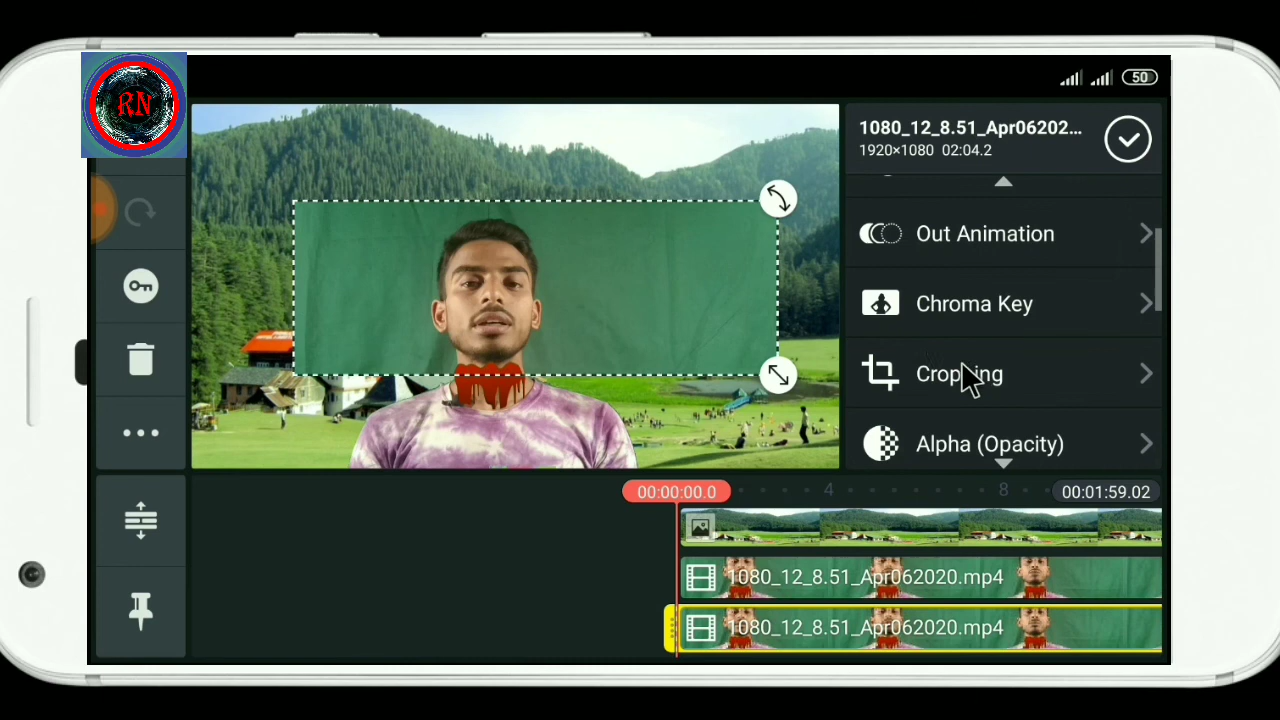 RN
50
1080_12_8.51_Apr06202...
1920×1080 02:04.2
Out Animation
Chroma Key
Cropping
Alpha (Opacity)
00:00:00.0
4
8
00:01:59.02
1080_12_8.51_Apr062020.mp4
1080_12_8.51_Apr062020.mp4